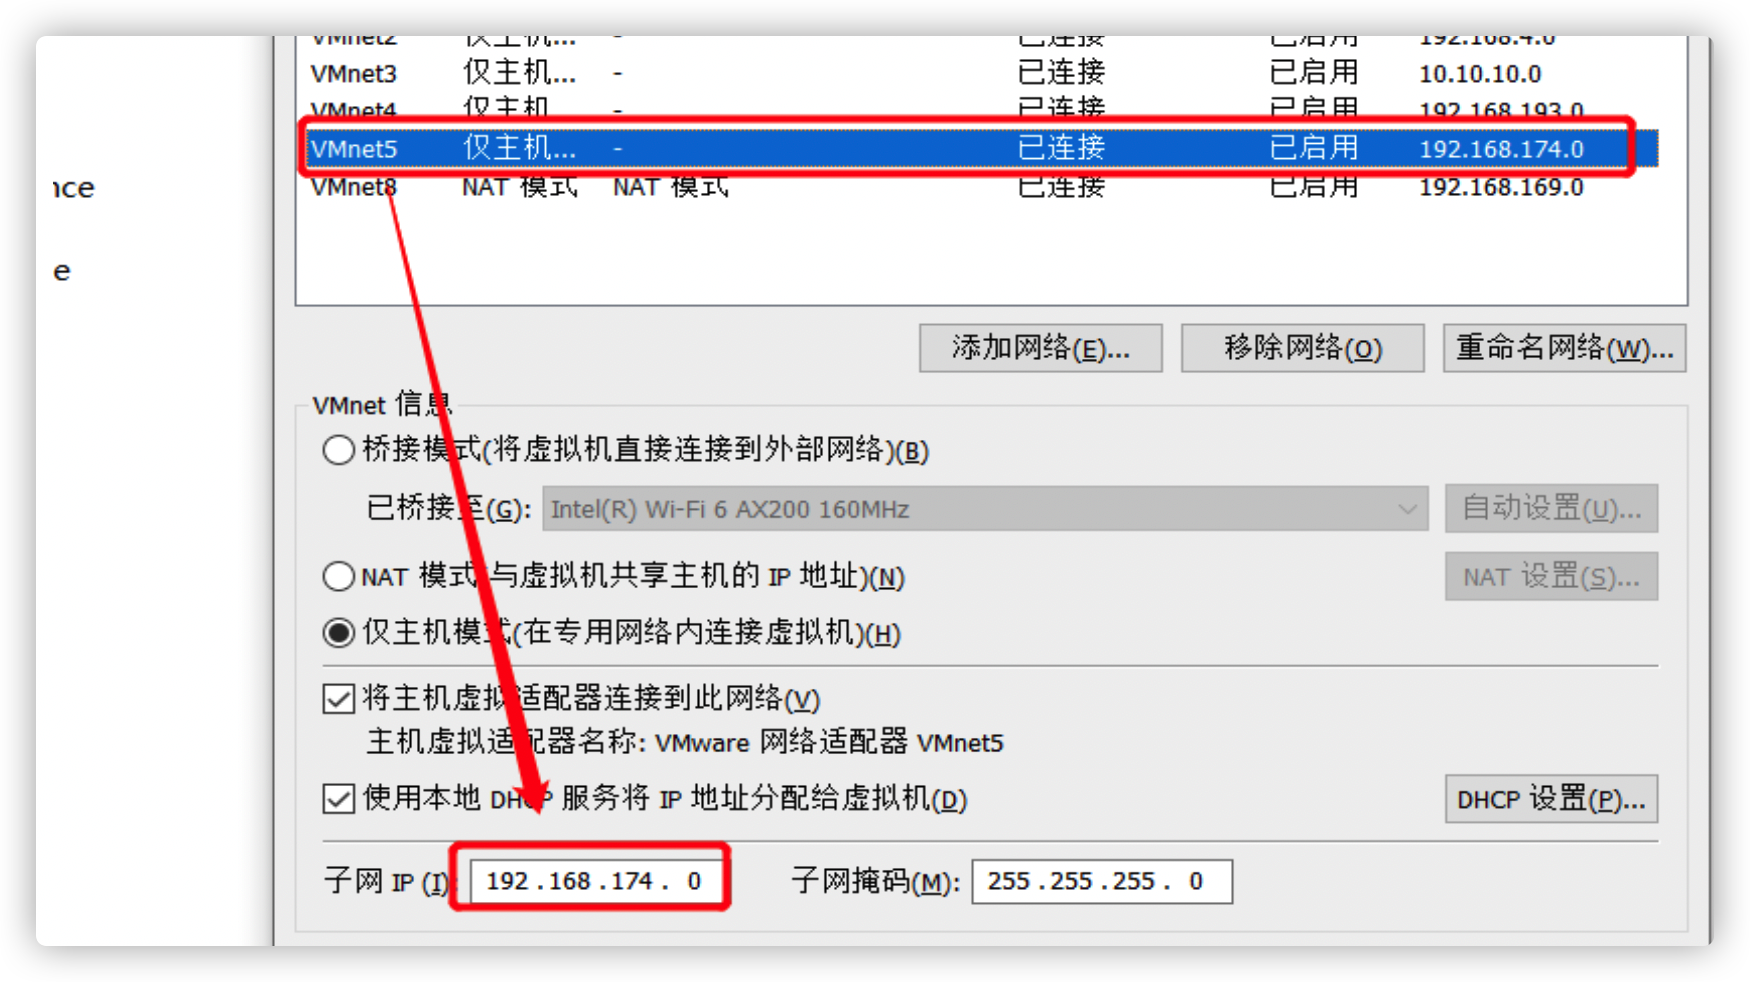 VMnet2 仅主机... - 已连接 已启用 192.168.4.0
VMnet3 仅主机... - 已连接 已启用 10.10.10.0
VMnet4 仅主机 - 已连接 已启用 192.168.193.0
VMnet5 仅主机... - 已连接 已启用 192.168.174.0
nce
VMnet8 NAT 模式 NAT 模式 已连接 已启用 192.168.169.0
e
添加网络(E)... 移除网络(O) 重命名网络(W)...
VMnet 信息
桥接模式(将虚拟机直接连接到外部网络)(B)
已桥接至(G): Intel(R) Wi-Fi 6 AX200 160MHz 自动设置(U)...
NAT 模式(与虚拟机共享主机的 IP 地址)(N) NAT 设置(S)...
仅主机模式(在专用网络内连接虚拟机)(H)
将主机虚拟适配器连接到此网络(V)
主机虚拟适配器名称: VMware 网络适配器 VMnet5
使用本地 DHCP 服务将 IP 地址分配给虚拟机(D) DHCP 设置(P)...
子网 IP (I): 192.168.174. 0 子网掩码(M): 255.255.255. 0